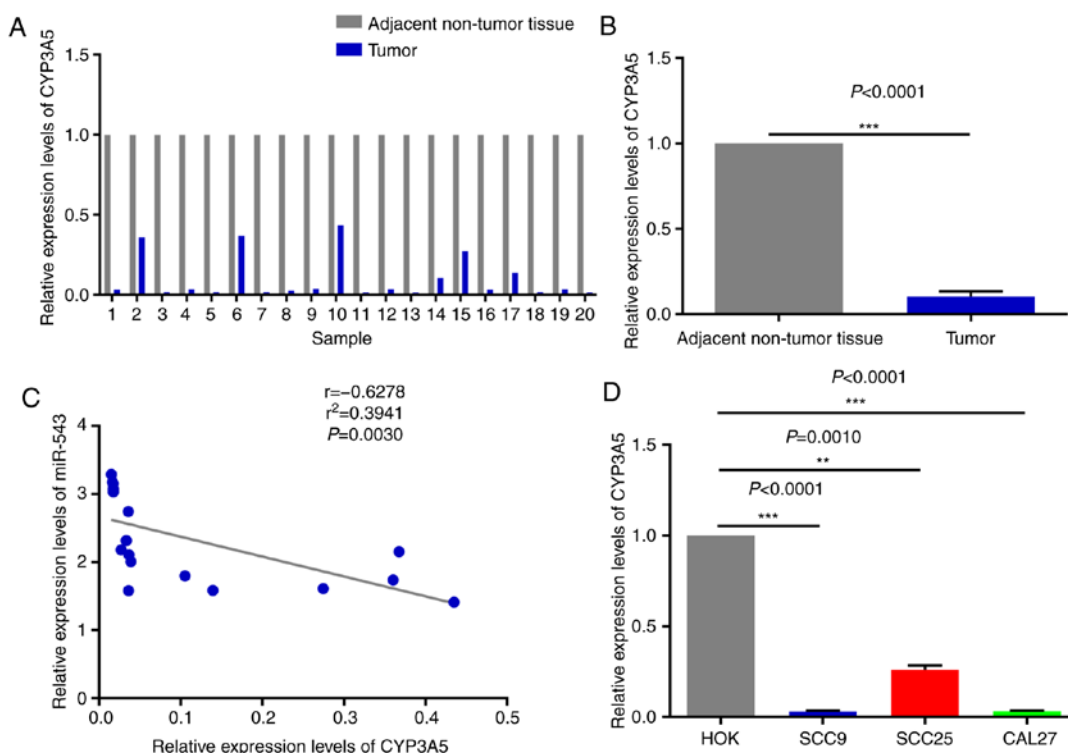 A
Adjacent non-tumor tissue
Tumor
Relative expression levels of CYP3A5
1.5
1.0
0.5
0.0
1 2 3 4 5 6 7 8 9 10 11 12 13 14 15 16 17 18 19 20
Sample
B
Relative expression levels of CYP3A5
1.5
1.0
0.5
0.0
P<0.0001
***
Adjacent non-tumor tissue Tumor
C
r=−0.6278
r²=0.3941
P=0.0030
Relative expression levels of miR-543
4
3
2
1
0
0.0 0.1 0.2 0.3 0.4 0.5
Relative expression levels of CYP3A5
D
Relative expression levels of CYP3A5
1.5
1.0
0.5
0.0
P<0.0001
***
P=0.0010
**
P<0.0001
***
HOK SCC9 SCC25 CAL27